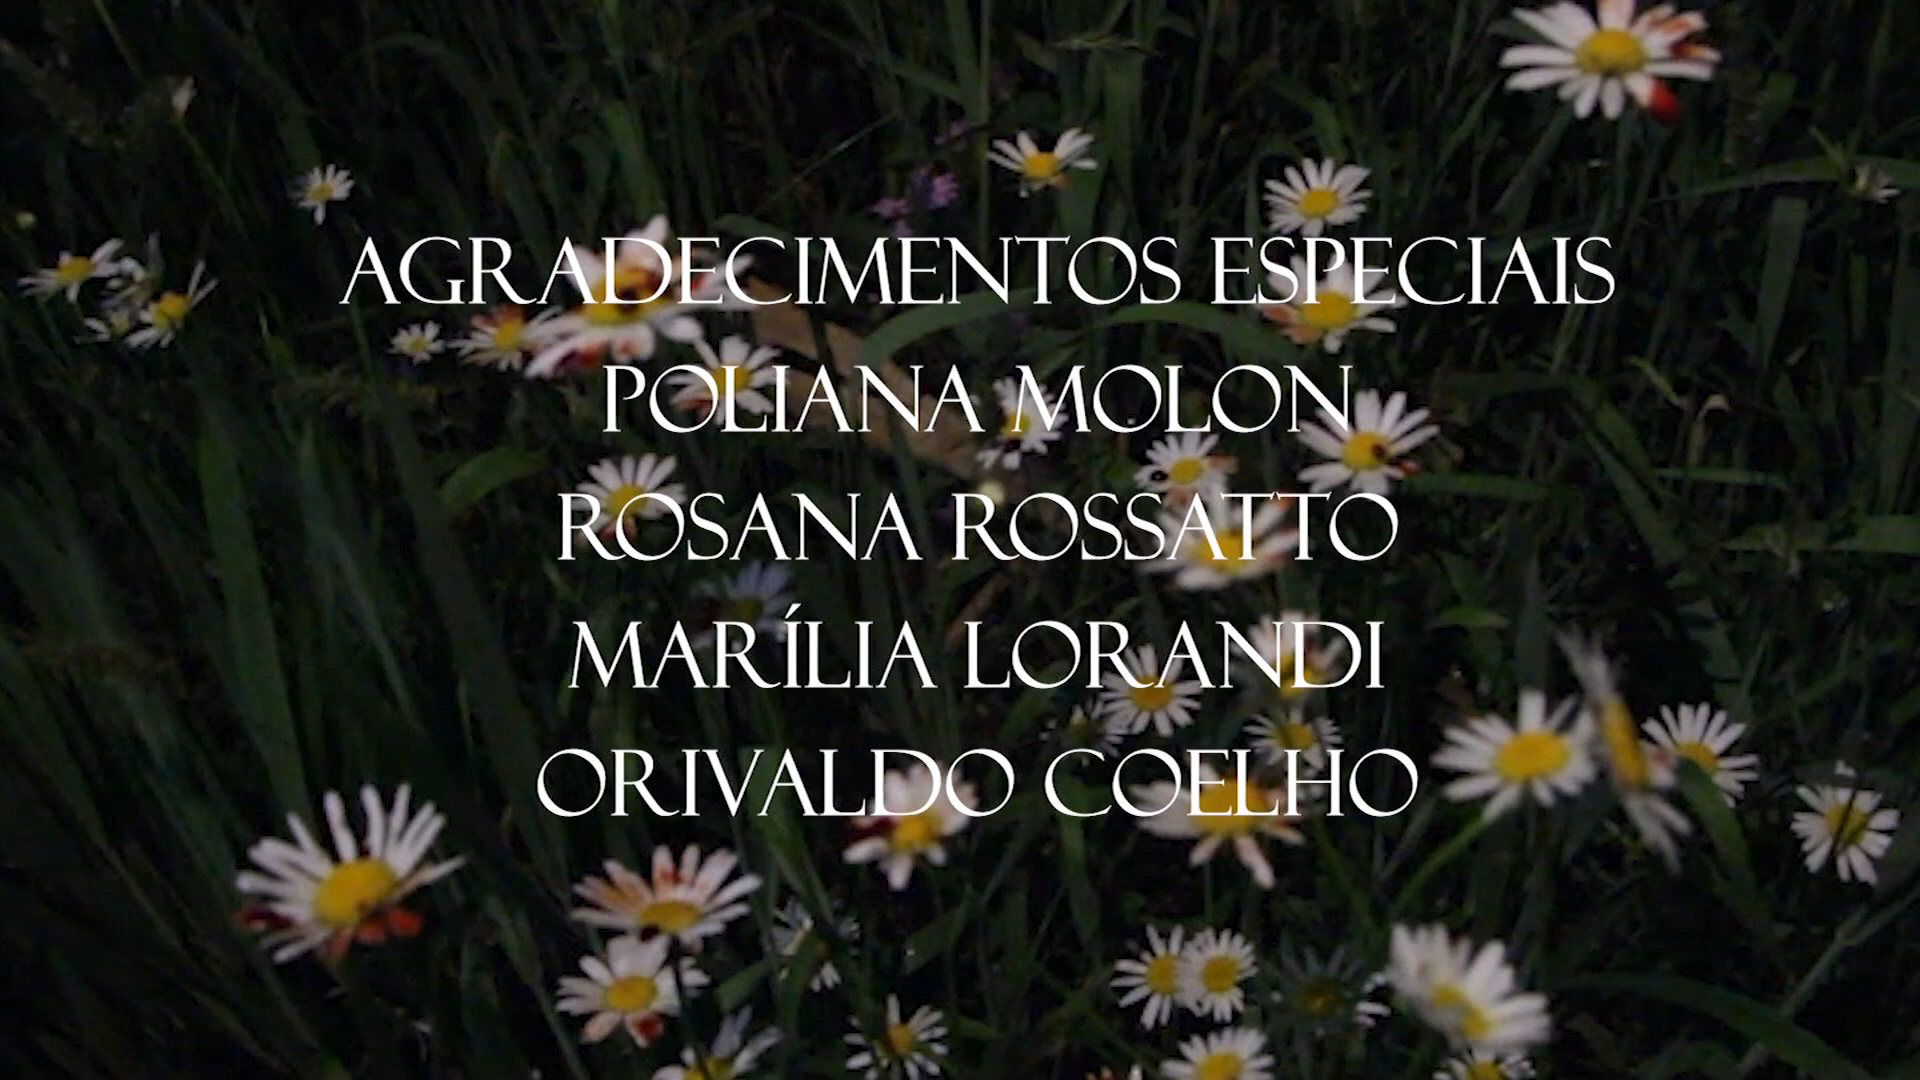 AGRADECIMENTOS ESPECIAIS
POLIANA MOLON
ROSANA ROSSATTO
MARÍLIA LORANDI
ORIVALDO COELHO